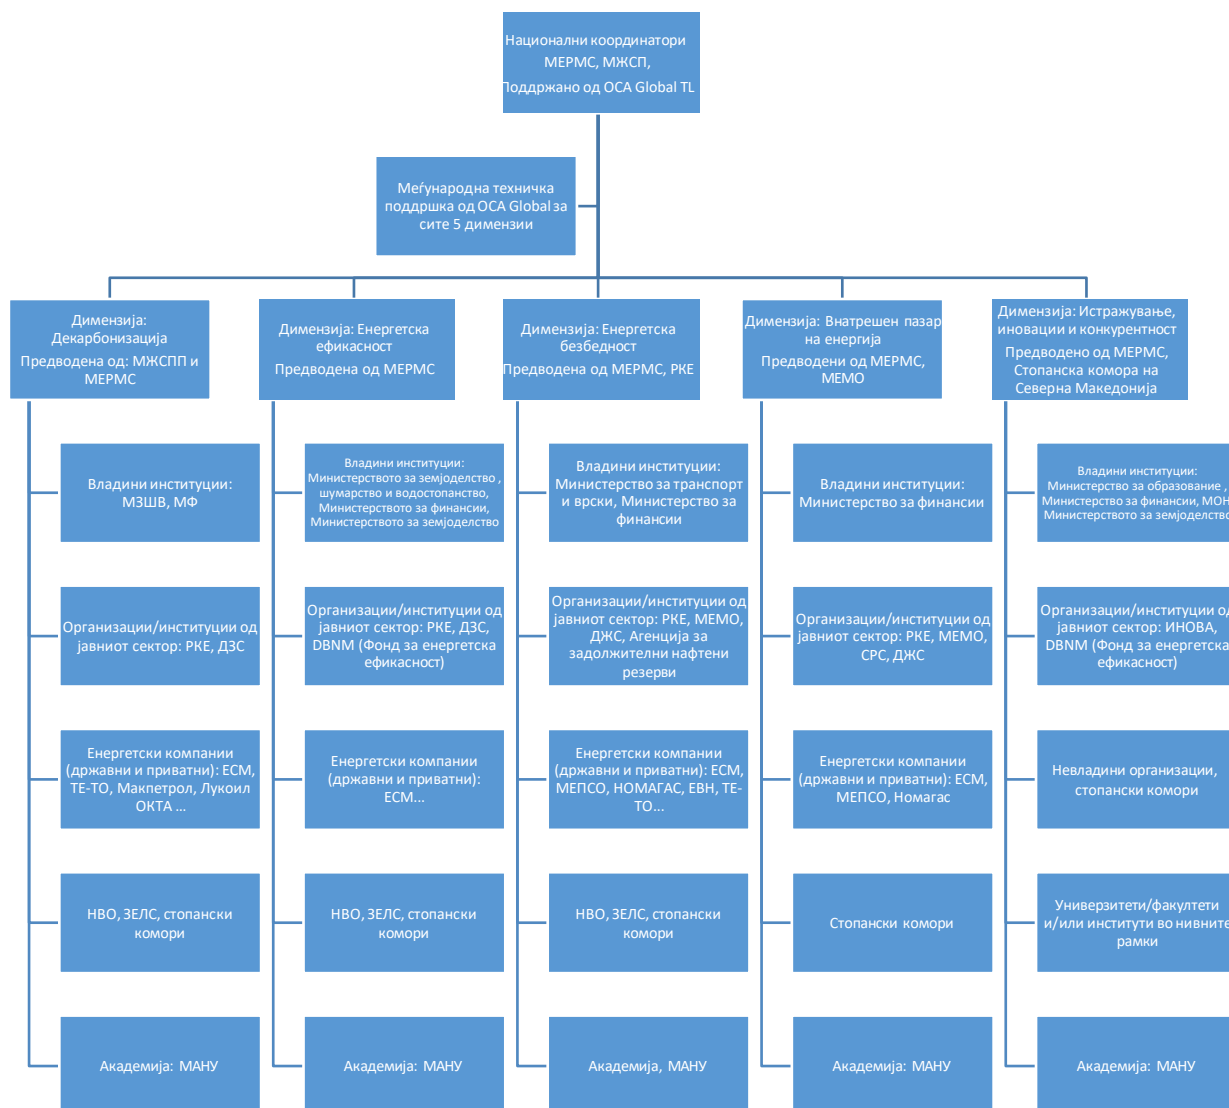 Национални координатори
МЕРМС, МЖСП,
Поддржано од OCA Global TL
Меѓународна техничка
поддршка од OCA Global за
сите 5 димензии
Димензија:
Декарбонизација
Предводена од: МЖСПП и
МЕРМС
Владини институции:
МЗШВ, МФ
Организации/институции од
јавниот сектор: РКЕ, ДЗС
Енергетски компании
(државни и приватни): ЕСМ,
ТЕ-ТО, Макпетрол, Лукоил
ОКТА ...
НВО, ЗЕЛС, стопански
комори
Академија: МАНУ
Димензија: Енергетска
ефикасност
Предводена од МЕРМС
Владини институции:
Министерството за земјоделство ,
шумарство и водостопанство,
Министерството за финансии,
Министерството за земјоделство
Организации/институции од
јавниот сектор: РКЕ, ДЗС,
DBNM (Фонд за енергетска
ефикасност)
Енергетски компании
(државни и приватни):
ЕСМ...
НВО, ЗЕЛС, стопански
комори
Академија: МАНУ
Димензија: Енергетска
безбедност
Предводена од МЕРМС, РКЕ
Владини институции:
Министерство за транспорт
и врски, Министерство за
финансии
Организации/институции од
јавниот сектор: РКЕ, МЕМО,
ДЖС, Агенција за
задолжителни нафтени
резерви
Енергетски компании
(државни и приватни): ЕСМ,
МЕПСО, НОМАГАС, ЕВН, ТЕ-
ТО...
НВО, ЗЕЛС, стопански
комори
Академија, МАНУ
Димензија: Внатрешен пазар
на енергија
Предводени од МЕРМС,
МЕМО
Владини институции:
Министерство за финансии
Организации/институции од
јавниот сектор: РКЕ, МЕМО,
СРС, ДЖС
Енергетски компании
(државни и приватни): ЕСМ,
МЕПСО, Номагас
Стопански комори
Академија: МАНУ
Димензија: Истражување,
иновации и конкурентност
Предводено од МЕРМС,
Стопанска комора на
Северна Македонија
Владини институции:
Министерство за образование ,
Министерство за финансии, МОН
Министерството за земјоделство
Организации/институции од
јавниот сектор: ИНОВА,
DBNM (Фонд за енергетска
ефикасност)
Невладини организации,
стопански комори
Универзитети/факултети
и/или институти во нивните
рамки
Академија: МАНУ